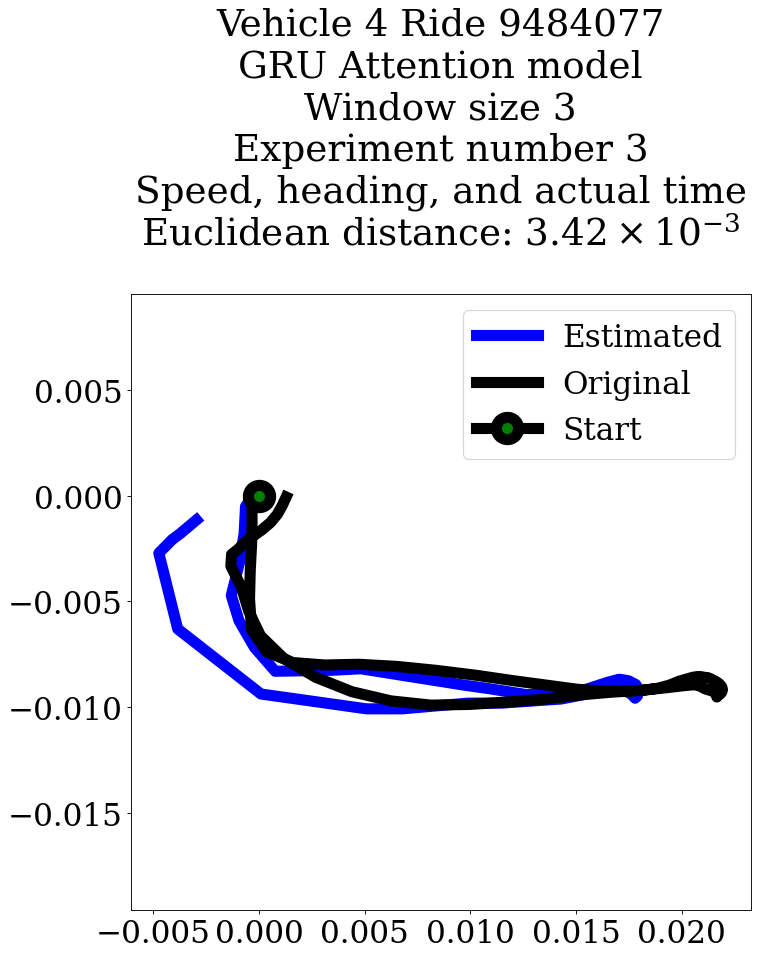 Vehicle 4 Ride 9484077
GRU Attention model
Window size 3
Experiment number 3
Speed, heading, and actual time
Euclidean distance: 3.42 × 10⁻³
Estimated
Original
Start
0.005
0.000
−0.005
−0.010
−0.015
−0.005 0.000 0.005 0.010 0.015 0.020